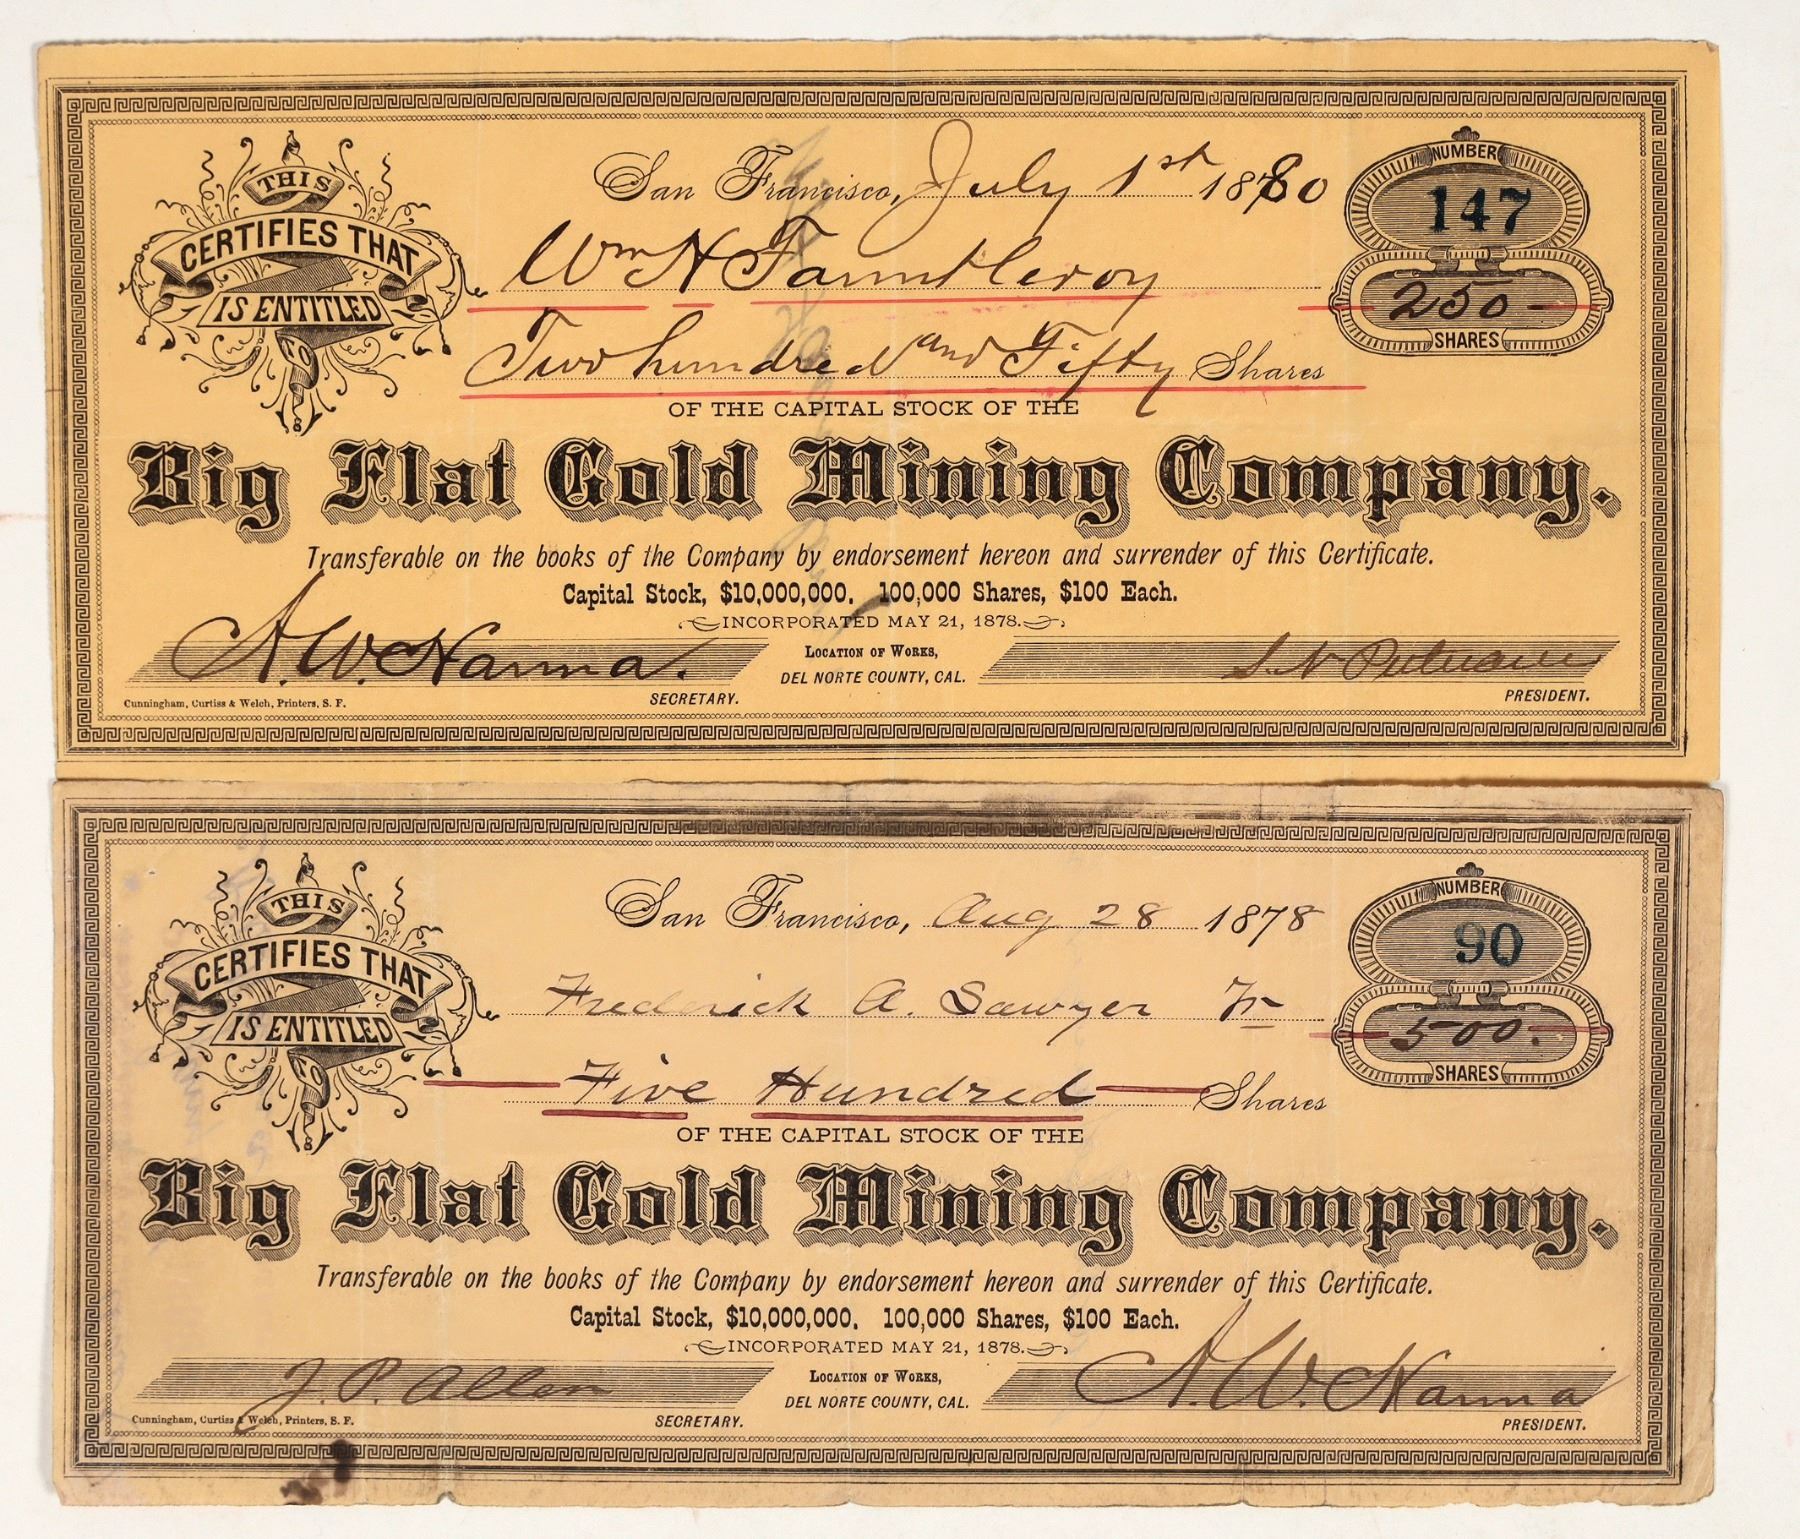 THIS
CERTIFIES THAT
IS ENTITLED
TO
San Francisco, July 1st 1880
NUMBER
147
Wm H Fauntleroy
250
SHARES
Two hundred and Fifty Shares
OF THE CAPITAL STOCK OF THE
Big Flat Gold Mining Company.
Transferable on the books of the Company by endorsement hereon and surrender of this Certificate.
Capital Stock, $10,000,000. 100,000 Shares, $100 Each.
INCORPORATED MAY 21, 1878.
A. W. Hanna.
LOCATION OF WORKS,
DEL NORTE COUNTY, CAL.
S. N Putnam
SECRETARY.
PRESIDENT.
Cunningham, Curtiss & Welch, Printers, S. F.
THIS
CERTIFIES THAT
IS ENTITLED
TO
San Francisco, Aug 28 1878
NUMBER
90
Frederick A. Sawyer Tr
500.
SHARES
Five Hundred Shares
OF THE CAPITAL STOCK OF THE
Big Flat Gold Mining Company.
Transferable on the books of the Company by endorsement hereon and surrender of this Certificate.
Capital Stock, $10,000,000. 100,000 Shares, $100 Each.
INCORPORATED MAY 21, 1878.
J. P. Allen
LOCATION OF WORKS,
DEL NORTE COUNTY, CAL.
A. W. Hanna
SECRETARY.
PRESIDENT.
Cunningham, Curtiss & Welch, Printers, S. F.